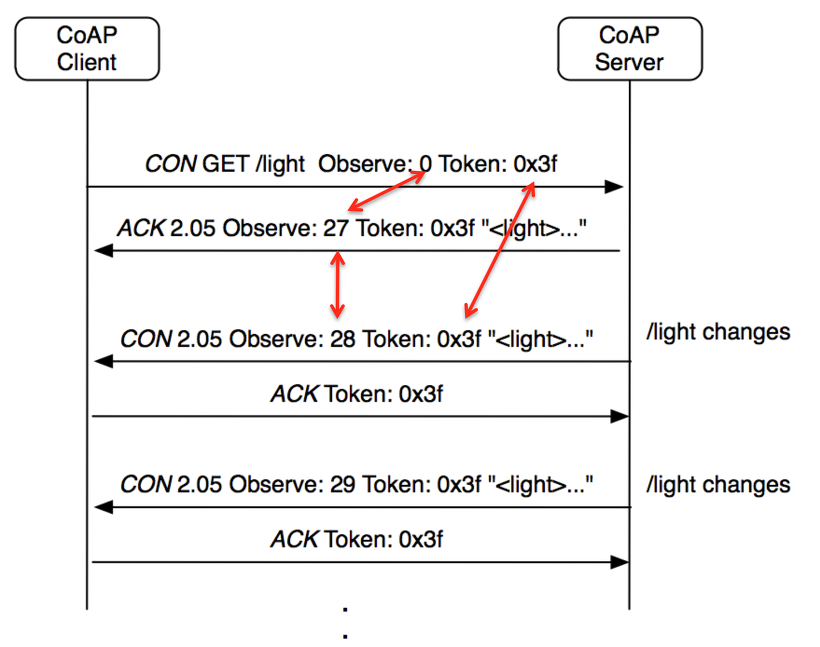 CoAP
Client
CoAP
Server
CON GET /light  Observe: 0 Token: 0x3f
ACK 2.05 Observe: 27 Token: 0x3f "<light>..."
CON 2.05 Observe: 28 Token: 0x3f "<light>..."
/light changes
ACK Token: 0x3f
CON 2.05 Observe: 29 Token: 0x3f "<light>..."
/light changes
ACK Token: 0x3f